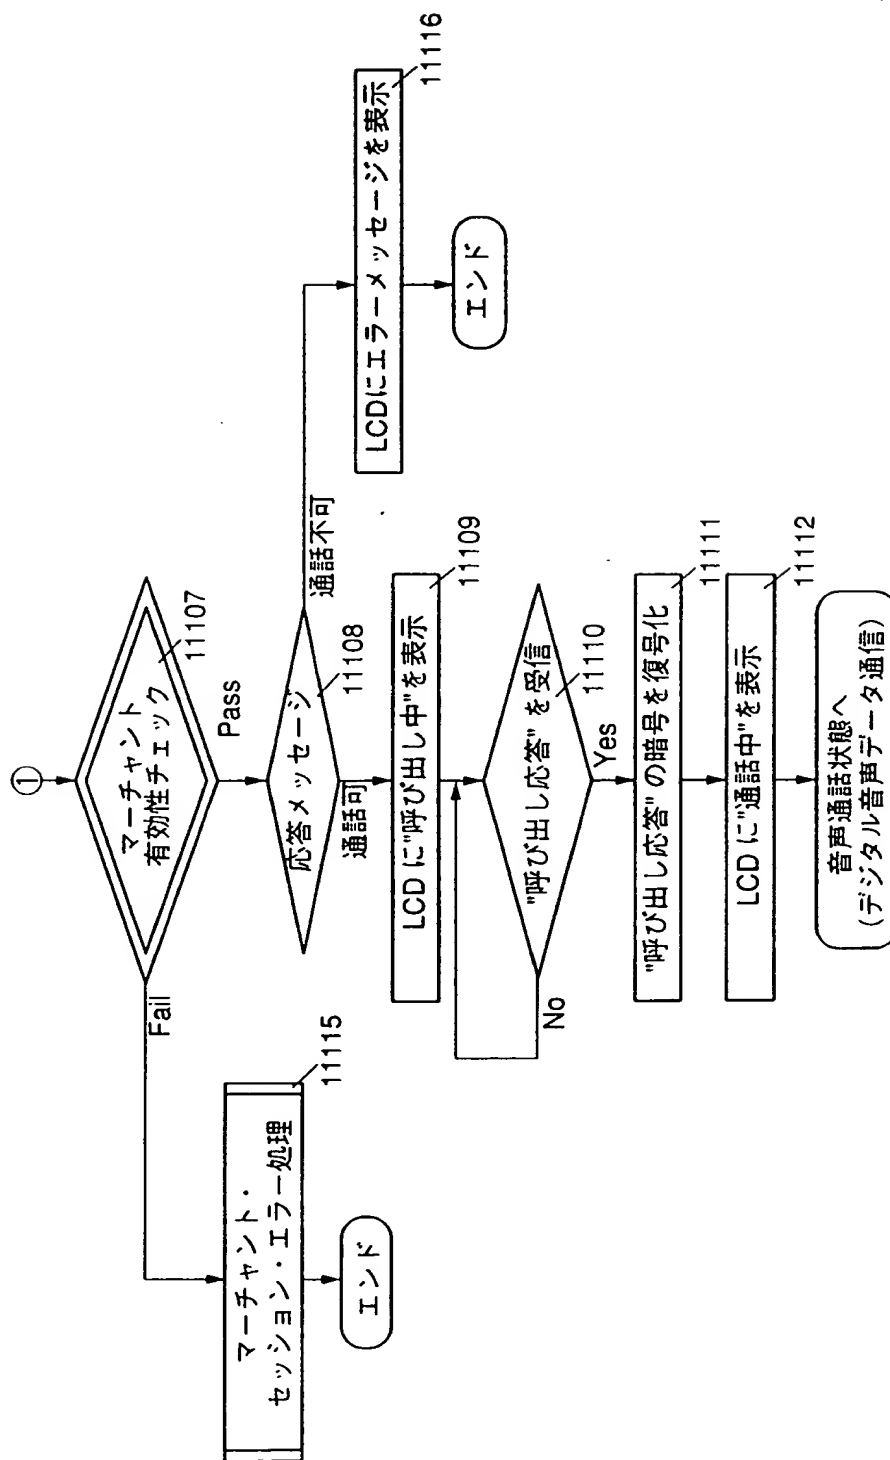 ①
マーチャント
有効性チェック
11107
Fail
Pass
マーチャント・
セッション・エラー処理
11115
エンド
応答メッセージ
11108
通話不可
通話可
LCDにエラーメッセージを表示
11116
エンド
LCDに"呼び出し中"を表示
11109
"呼び出し応答"を受信
11110
No
Yes
"呼び出し応答"の暗号を復号化
11111
LCDに"通話中"を表示
11112
音声通話状態へ
(デジタル音声データ通信)